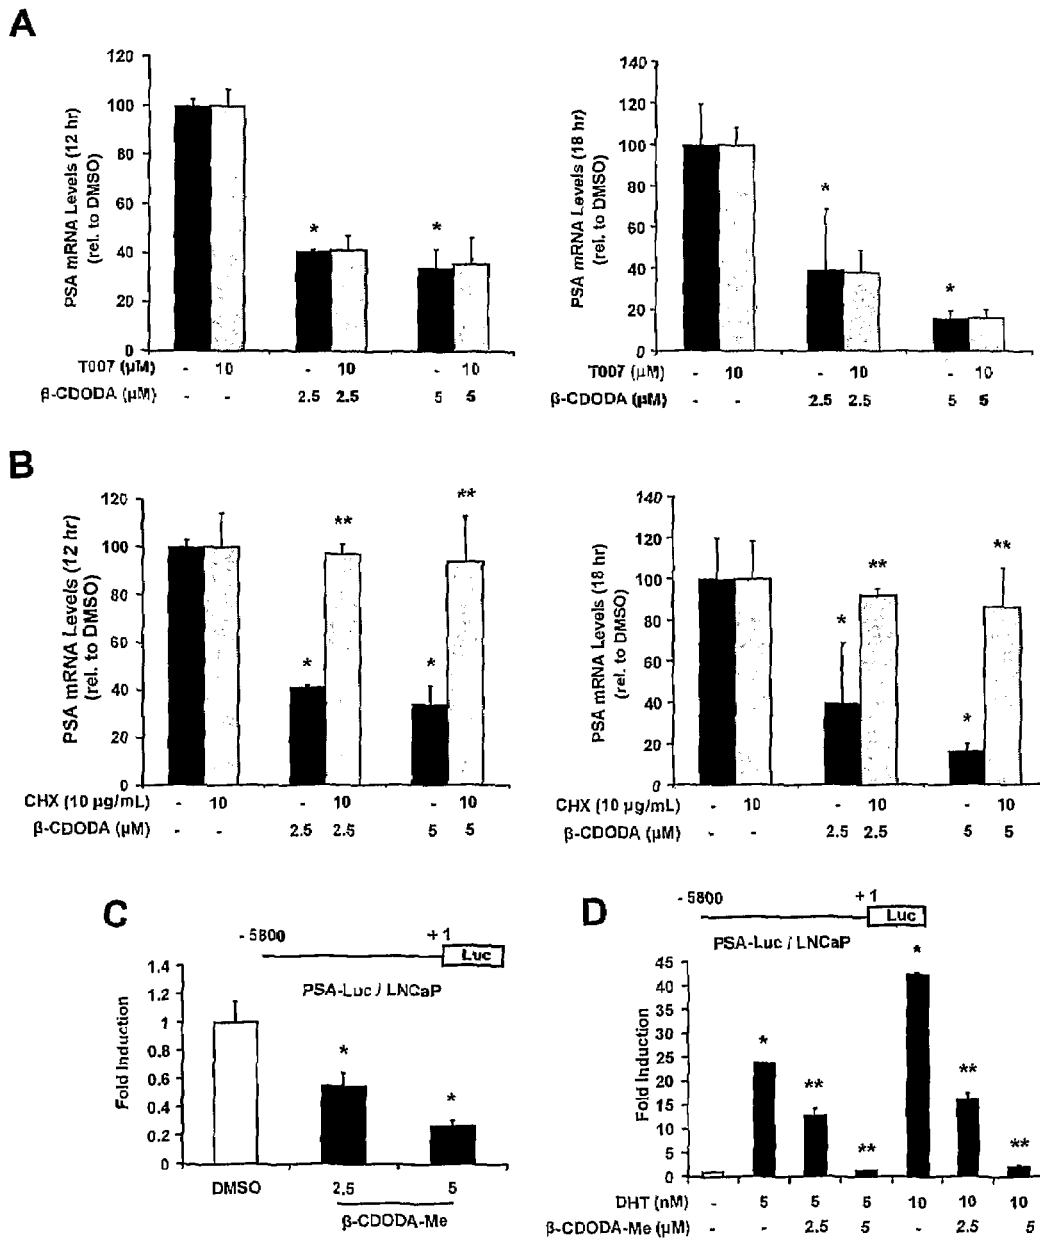 A
PSA mRNA Levels (12 hr)
(rel. to DMSO)
120
100
80
60
40
20
0
*
*
T007 (µM) - 10 - 10 - 10
β-CDODA (µM) - - 2.5 2.5 5 5
PSA mRNA Levels (18 hr)
(rel. to DMSO)
140
120
100
80
60
40
20
0
*
*
T007 (µM) - 10 - 10 - 10
β-CDODA (µM) - - 2.5 2.5 5 5
B
PSA mRNA Levels (12 hr)
(rel. to DMSO)
120
100
80
60
40
20
0
*
**
*
**
CHX (10 µg/mL) - 10 - 10 - 10
β-CDODA (µM) - - 2.5 2.5 5 5
PSA mRNA Levels (18 hr)
(rel. to DMSO)
140
120
100
80
60
40
20
0
*
**
*
**
CHX (10 µg/mL) - 10 - 10 - 10
β-CDODA (µM) - - 2.5 2.5 5 5
C
- 5800 +1
Luc
PSA-Luc / LNCaP
Fold Induction
1.4
1.2
1
0.8
0.6
0.4
0.2
0
*
*
DMSO 2.5 5
β-CDODA-Me
D
- 5800 +1
Luc
PSA-Luc / LNCaP
Fold Induction
45
40
35
30
25
20
15
10
5
0
*
**
**
*
**
**
DHT (nM) - 5 5 5 10 10 10
β-CDODA-Me (µM) - - 2.5 5 - 2.5 5